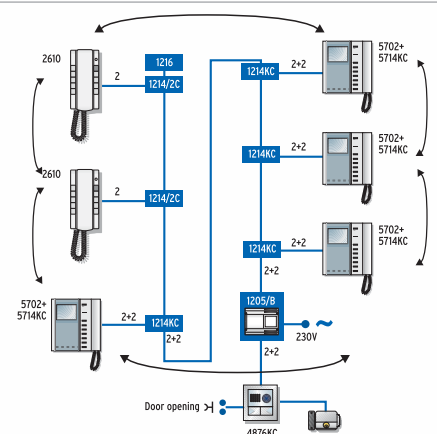 2610
1216
5702+
5714KC
2+2
1214KC
2
1214/2C
5702+
5714KC
2+2
1214KC
2610
2
1214/2C
5702+
5714KC
2+2
1214KC
2+2
1205/B
5702+
5714KC
2+2
1214KC
2+2
230V
2+2
Door opening
4876KC